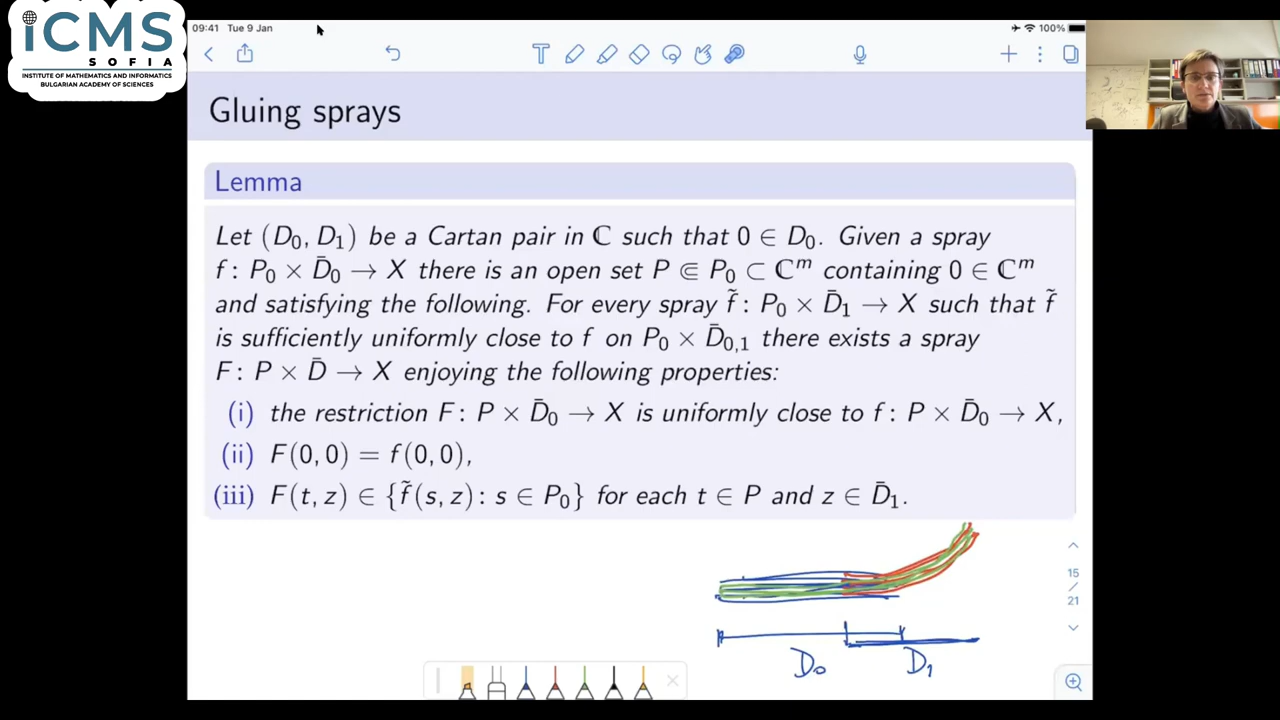 iCMS
SOFIA
INSTITUTE OF MATHEMATICS AND INFORMATICS
BULGARIAN ACADEMY OF SCIENCES
09:41 Tue 9 Jan
100%
Gluing sprays
Lemma
Let (D₀, D₁) be a Cartan pair in ℂ such that 0 ∈ D₀. Given a spray
f: P₀ × D̄₀ → X there is an open set P ⋐ P₀ ⊂ ℂᵐ containing 0 ∈ ℂᵐ
and satisfying the following. For every spray f̃: P₀ × D̄₁ → X such that f̃
is sufficiently uniformly close to f on P₀ × D̄₀,₁ there exists a spray
F: P × D̄ → X enjoying the following properties:
(i) the restriction F: P × D̄₀ → X is uniformly close to f: P × D̄₀ → X,
(ii) F(0,0) = f(0,0),
(iii) F(t, z) ∈ {f̃(s, z): s ∈ P₀} for each t ∈ P and z ∈ D̄₁.
15
/
21
D₀ D₁